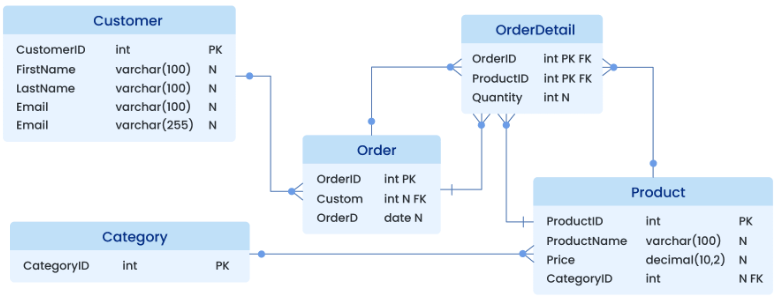 Customer
CustomerID int PK
FirstName varchar(100) N
LastName varchar(100) N
Email varchar(100) N
Email varchar(255) N
OrderDetail
OrderID int PK FK
ProductID int PK FK
Quantity int N
Order
OrderID int PK
Custom int N FK
OrderD date N
Product
ProductID int PK
ProductName varchar(100) N
Price decimal(10,2) N
CategoryID int N FK
Category
CategoryID int PK